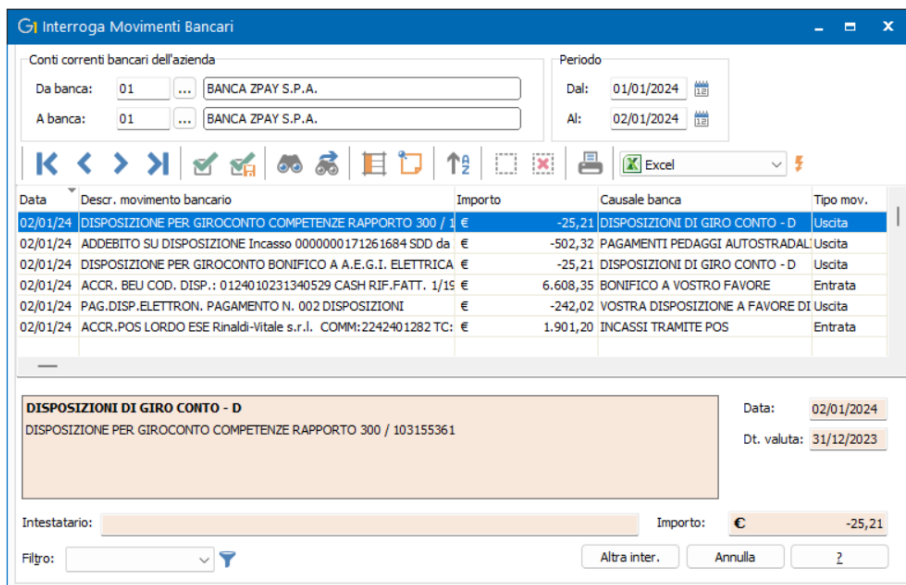 G1 Interroga Movimenti Bancari
Conti correnti bancari dell'azienda
Periodo
Da banca: 01 ... BANCA ZPAY S.P.A.
Dal: 01/01/2024
A banca: 01 ... BANCA ZPAY S.P.A.
Al: 02/01/2024
Excel
Data Descr. movimento bancario Importo Causale banca Tipo mov.
02/01/24 DISPOSIZIONE PER GIROCONTO COMPETENZE RAPPORTO 300 / 1 € -25,21 DISPOSIZIONI DI GIRO CONTO - D Uscita
02/01/24 ADDEBITO SU DISPOSIZIONE Incasso 0000000171261684 SDD da € -502,32 PAGAMENTI PEDAGGI AUTOSTRADAL Uscita
02/01/24 DISPOSIZIONE PER GIROCONTO BONIFICO A A.E.G.I. ELETTRICA € -25,21 DISPOSIZIONI DI GIRO CONTO - D Uscita
02/01/24 ACCR. BEU COD. DISP.: 0124010231340529 CASH RIF.FATT. 1/19 € 6.608,35 BONIFICO A VOSTRO FAVORE Entrata
02/01/24 PAG.DISP.ELETTRON. PAGAMENTO N. 002 DISPOSIZIONI € -242,02 VOSTRA DISPOSIZIONE A FAVORE DI Uscita
02/01/24 ACCR.POS LORDO ESE Rinaldi-Vitale s.r.l. COMM:2242401282 TC: € 1.901,20 INCASSI TRAMITE POS Entrata
DISPOSIZIONI DI GIRO CONTO - D
DISPOSIZIONE PER GIROCONTO COMPETENZE RAPPORTO 300 / 103155361
Data: 02/01/2024
Dt. valuta: 31/12/2023
Intestatario:
Importo: € -25,21
Filtro:
Altra inter. Annulla ?